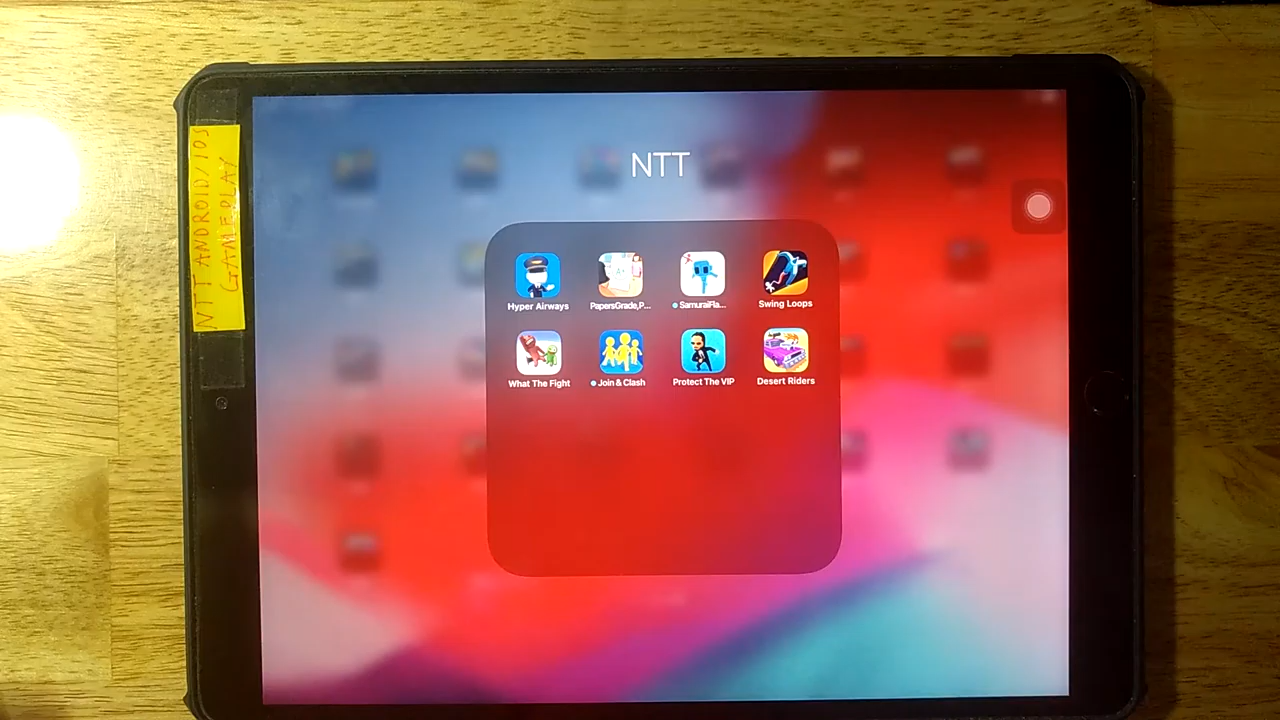 NTT ANDROID/IOS
GAMEPLAY
NTT
Hyper Airways
PapersGrade,P...
SamuraiFla...
Swing Loops
What The Fight
Join & Clash
Protect The VIP
Desert Riders